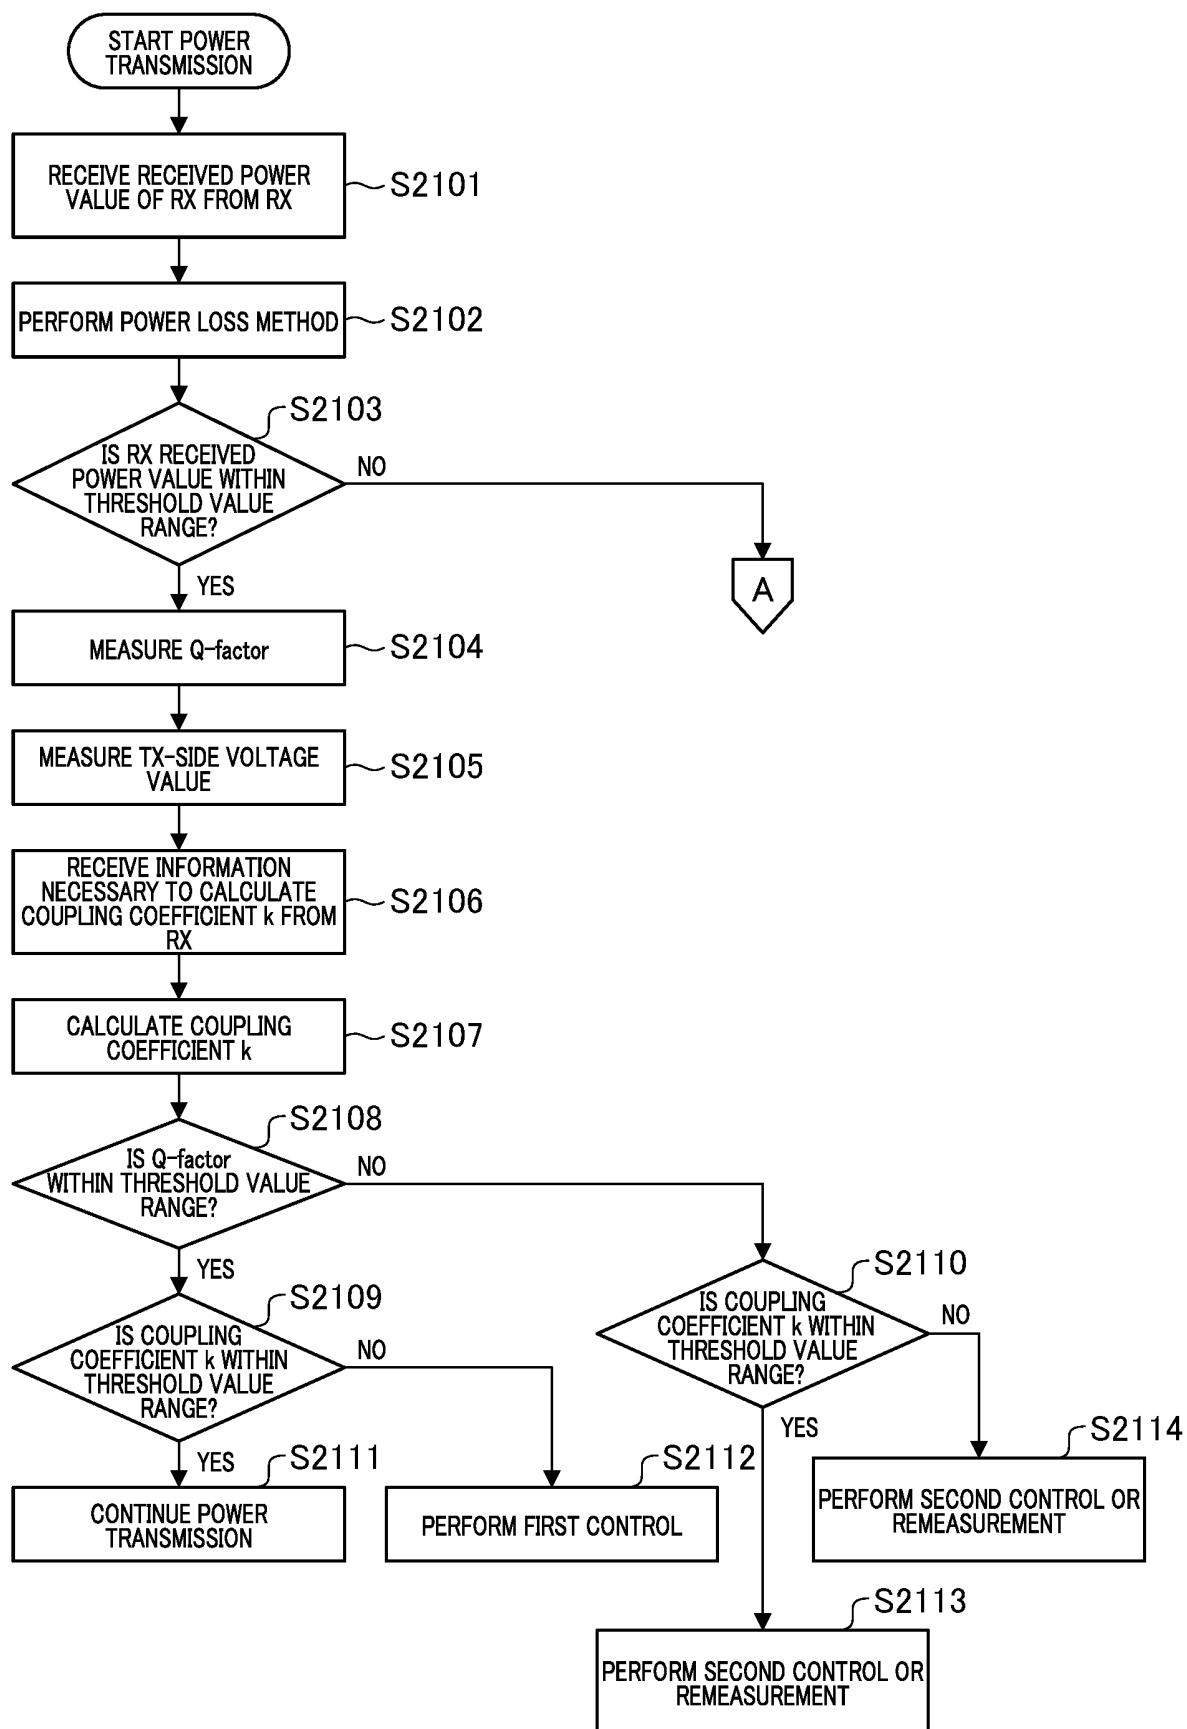 START POWER
TRANSMISSION
RECEIVE RECEIVED POWER
VALUE OF RX FROM RX
S2101
PERFORM POWER LOSS METHOD
S2102
S2103
IS RX RECEIVED
POWER VALUE WITHIN
THRESHOLD VALUE
RANGE?
NO
A
YES
MEASURE Q-factor
S2104
MEASURE TX-SIDE VOLTAGE
VALUE
S2105
RECEIVE INFORMATION
NECESSARY TO CALCULATE
COUPLING COEFFICIENT k FROM
RX
S2106
CALCULATE COUPLING
COEFFICIENT k
S2107
S2108
IS Q-factor
WITHIN THRESHOLD VALUE
RANGE?
NO
YES
S2109
IS COUPLING
COEFFICIENT k WITHIN
THRESHOLD VALUE
RANGE?
NO
YES
S2110
IS COUPLING
COEFFICIENT k WITHIN
THRESHOLD VALUE
RANGE?
NO
YES
S2111
CONTINUE POWER
TRANSMISSION
S2112
PERFORM FIRST CONTROL
S2114
PERFORM SECOND CONTROL OR
REMEASUREMENT
S2113
PERFORM SECOND CONTROL OR
REMEASUREMENT